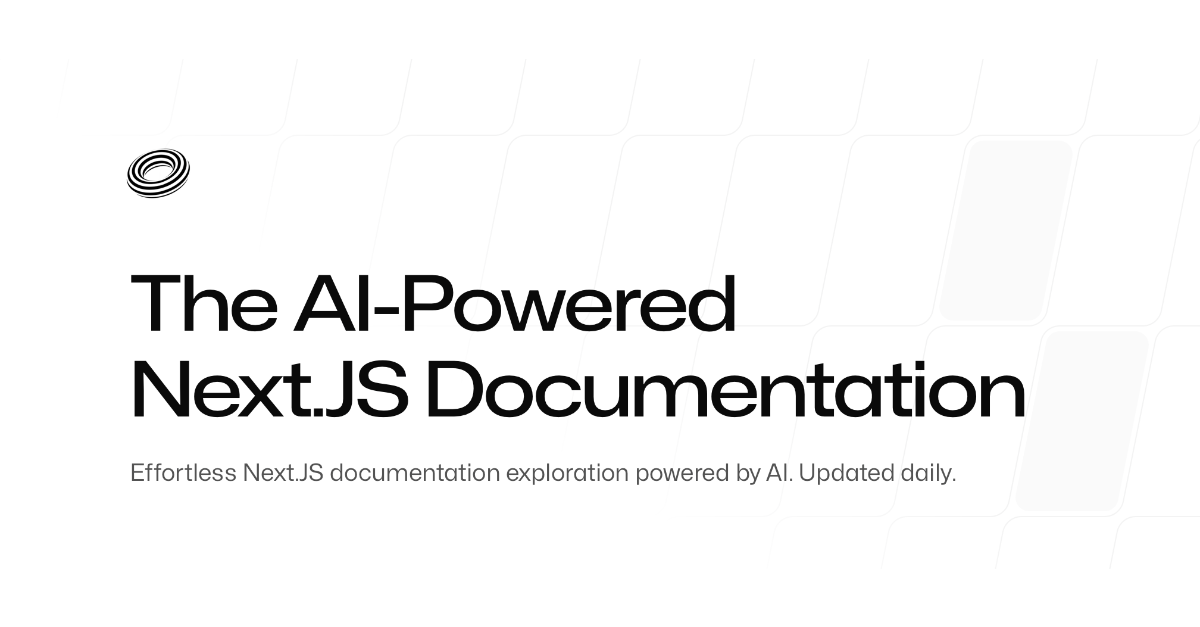 The AI-Powered
Next.JS Documentation
Effortless Next.JS documentation exploration powered by AI. Updated daily.